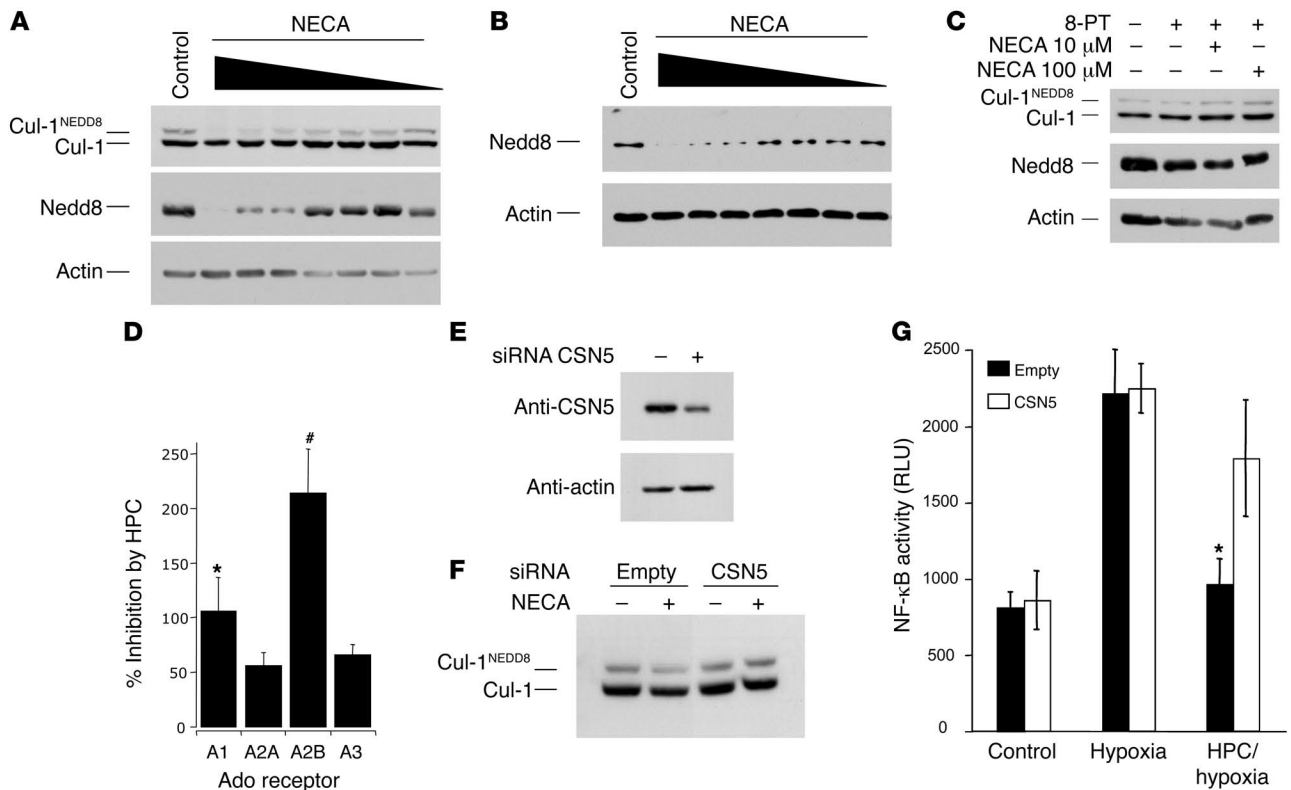 A
NECA
Control
Cul-1NEDD8
Cul-1
Nedd8
Actin
B
NECA
Control
Nedd8
Actin
C
8-PT − + + +
NECA 10 μM − − + −
NECA 100 μM − − − +
Cul-1NEDD8
Cul-1
Nedd8
Actin
D
% Inhibition by HPC
250
200
150
100
50
0
*
#
A1 A2A A2B A3
Ado receptor
E
siRNA CSN5 − +
Anti-CSN5
Anti-actin
F
siRNA Empty CSN5
NECA − + − +
Cul-1NEDD8
Cul-1
G
NF-κB activity (RLU)
2500
2000
1500
1000
500
0
Empty
CSN5
*
Control Hypoxia HPC/
hypoxia